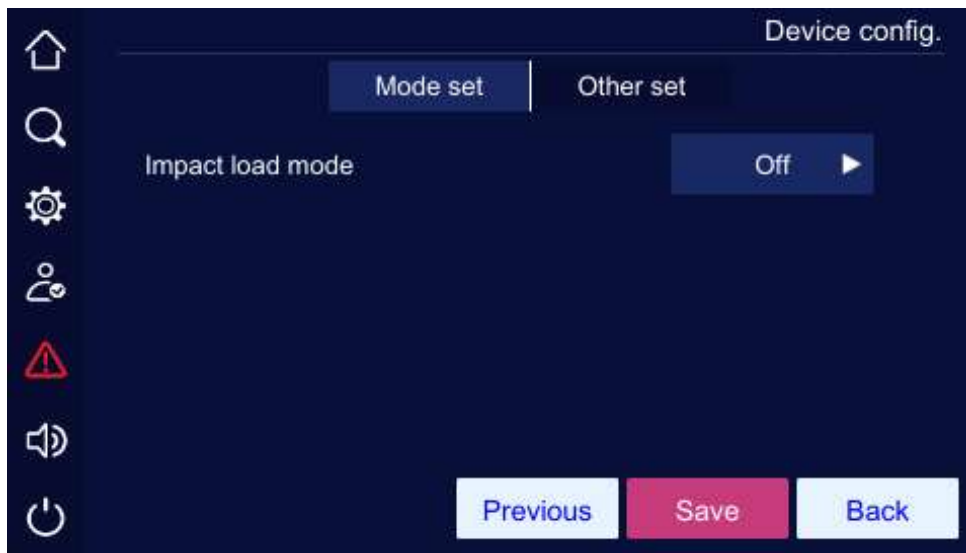 Device config.
Mode set Other set
Impact load mode Off
Previous Save Back